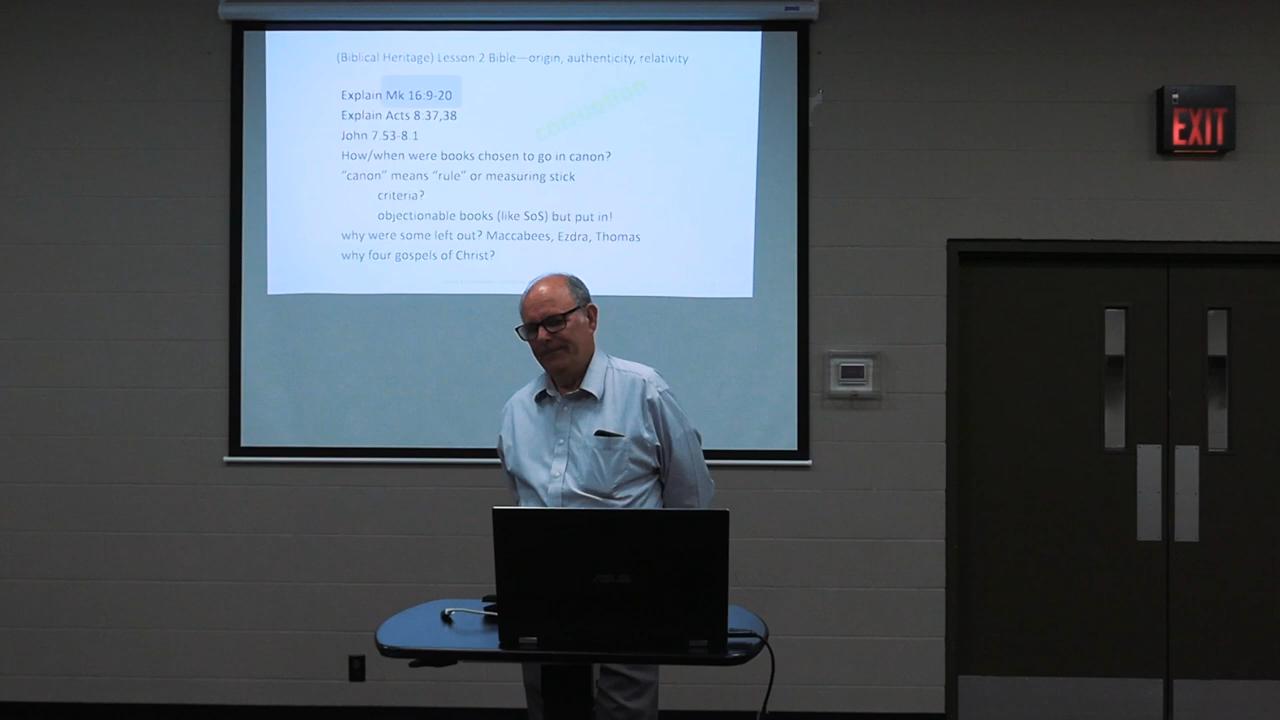 (Biblical Heritage) Lesson 2 Bible—origin, authenticity, relativity
Explain Mk 16:9-20
corruption
Explain Acts 8:37,38
John 7.53-8.1
How/when were books chosen to go in canon?
“canon” means “rule” or measuring stick
criteria?
objectionable books (like SoS) but put in!
why were some left out? Maccabees, Ezdra, Thomas
why four gospels of Christ?
EXIT
ASUS